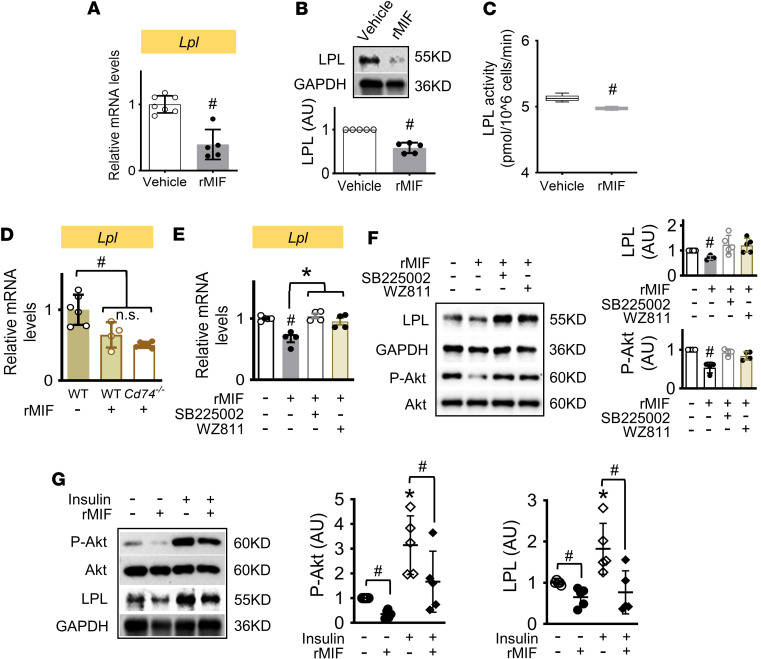 A
Lpl
Relative mRNA levels
2
1
0
#
Vehicle
rMIF
B
Vehicle
rMIF
LPL
55KD
GAPDH
36KD
LPL (AU)
1
0
#
Vehicle
rMIF
C
LPL activity
(pmol/10^6 cells/min)
6
5
4
#
Vehicle
rMIF
D
Lpl
Relative mRNA
levels
1
0
#
n.s.
WT
WT
Cd74-/-
rMIF
-
+
+
E
Lpl
Relative mRNA
levels
2
1
0
#
*
rMIF - + + +
SB225002 - - + -
WZ811 - - - +
F
rMIF - + + +
SB225002 - - + -
WZ811 - - - +
LPL
55KD
GAPDH
36KD
P-Akt
60KD
Akt
60KD
LPL
(AU)
2
1
0
#
rMIF - + + +
SB225002 - - + -
WZ811 - - - +
P-Akt
(AU)
1
0
#
rMIF - + + +
SB225002 - - + -
WZ811 - - - +
G
Insulin - - + +
rMIF - + - +
P-Akt
60KD
Akt
60KD
LPL
55KD
GAPDH
36KD
P-Akt (AU)
5
4
3
2
1
0
#
*
#
Insulin - - + +
rMIF - + - +
LPL (AU)
3
2
1
0
#
*
#
Insulin - - + +
rMIF - + - +